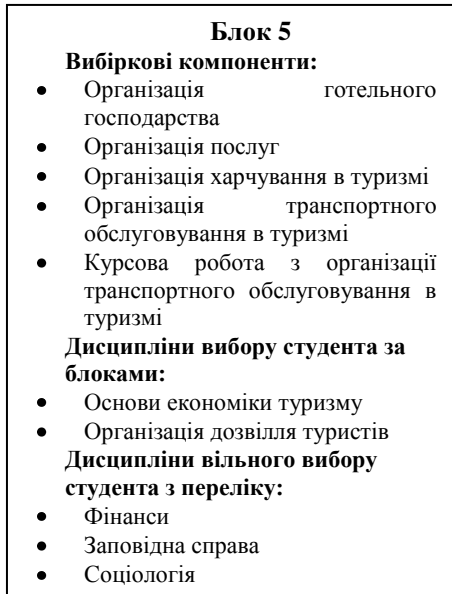 Блок 5
Вибіркові компоненти:
● Організація готельного
господарства
● Організація послуг
● Організація харчування в туризмі
● Організація транспортного
обслуговування в туризмі
● Курсова робота з організації
транспортного обслуговування в
туризмі
Дисципліни вибору студента за
блоками:
● Основи економіки туризму
● Організація дозвілля туристів
Дисципліни вільного вибору
студента з переліку:
● Фінанси
● Заповідна справа
● Соціологія